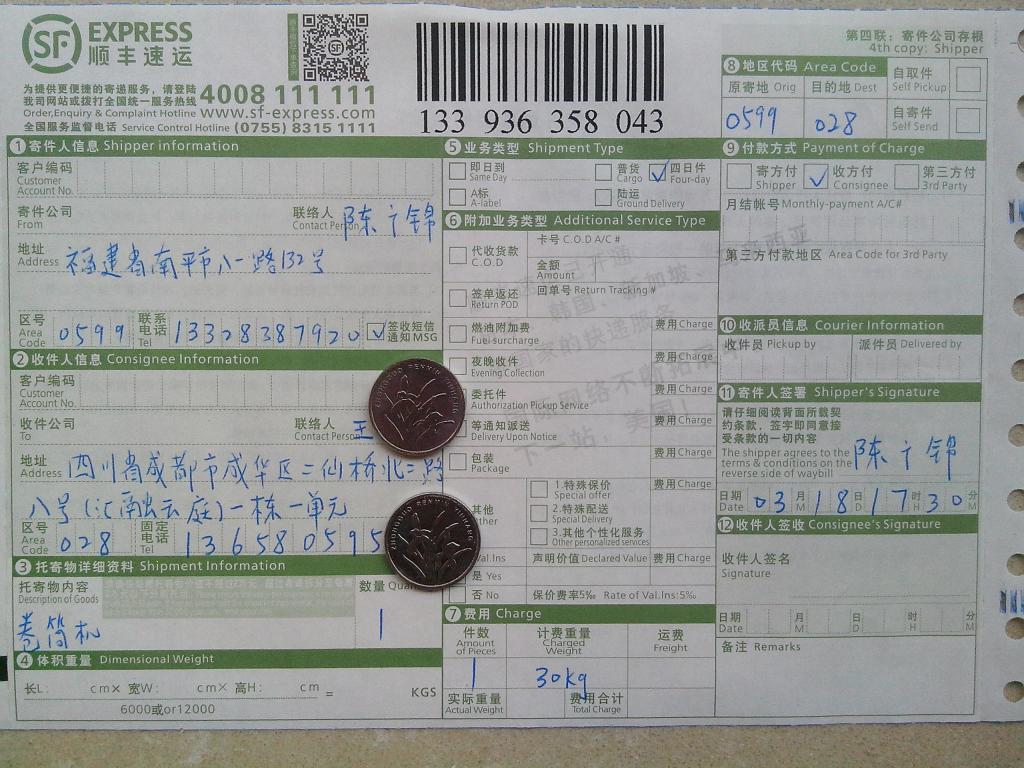 SF EXPRESS
顺丰速运
为提供更便捷的寄递服务，请登陆
我司网站或拨打全国统一服务热线 4008 111 111
Order,Enquiry & Complaint Hotline www.sf-express.com
全国服务监督电话 Service Control Hotline (0755) 8315 1111
133 936 358 043
第四联：寄件公司存根
4th copy: Shipper
8 地区代码 Area Code
原寄地 Orig 目的地 Dest
0599 028
自取件
Self Pickup
自寄件
Self Send
1 寄件人信息 Shipper information
客户编码
Customer
Account No.
寄件公司
From
联络人
Contact Person 陈广锦
地址
Address 福建省南平市八一路132号
区号
Area
Code 0599
联系
电话 13328387920
签收短信
通知MSG
2 收件人信息 Consignee Information
客户编码
Customer
Account No.
收件公司
To
联络人
Contact Person 王
地址
Address 四川省成都市成华区二仙桥北二路
八号(汇融云庭)一栋一单元
区号
Area
Code 028
固定
电话
Tel 136580595
3 托寄物详细资料 Shipment Information
托寄物内容
Description of Goods
数量
卷筒机 1
4 体积重量 Dimensional Weight
长L: cm× 宽W: cm× 高H: cm = KGS
6000或or12000
5 业务类型 Shipment Type
即日到
Same Day
普货
Cargo
四日件
Four-day
A标
A-label
陆运
Ground Delivery
6 附加业务类型 Additional Service Type
代收货款
C.O.D
卡号 C.O.D A/C #
金额
Amount
签单返还
Return POD
回单号 Return Tracking #
燃油附加费
Fuel-surcharge
费用 Charge
夜晚收件
Evening Collection
费用 Charge
委托件
Authorization Pickup Service
费用 Charge
等通知派送
Delivery Upon Notice
费用 Charge
包装
Package
费用 Charge
其他
1.特殊保价
Special offer
费用 Charge
2.特殊配送
Special Delivery
3.其他个性化服务
Other personalized services
Val.Ins
声明价值 Declared Value 费用 Charge
是 Yes
否 No
保价费率5‰ Rate of Val.Ins:5‰
7 费用 Charge
件数
Amount
of Pieces
计费重量
Charged
Weight
运费
Freight
1 30kg
实际重量
Actual Weight
费用合计
Total Charge
9 付款方式 Payment of Charge
寄方付
Shipper
收方付
Consignee
第三方付
3rd Party
月结帐号 Monthly-payment A/C#
第三方付款地区 Area Code for 3rd Party
10 收派员信息 Courier Information
收件员 Pickup by
派件员 Delivered by
11 寄件人签署 Shipper's Signature
请仔细阅读背面所载契
约条款，签字即同意接
受条款的一切内容
The shipper agrees to the
terms & conditions on the
reverse side of waybill
陈广锦
日期
Date 03 月 M 18 日 D 17 时 H 30 分 M
12 收件人签收 Consignee's Signature
收件人签名
Signature
日期
Date 月 M 日 D 时 H 分 M
备注 Remarks